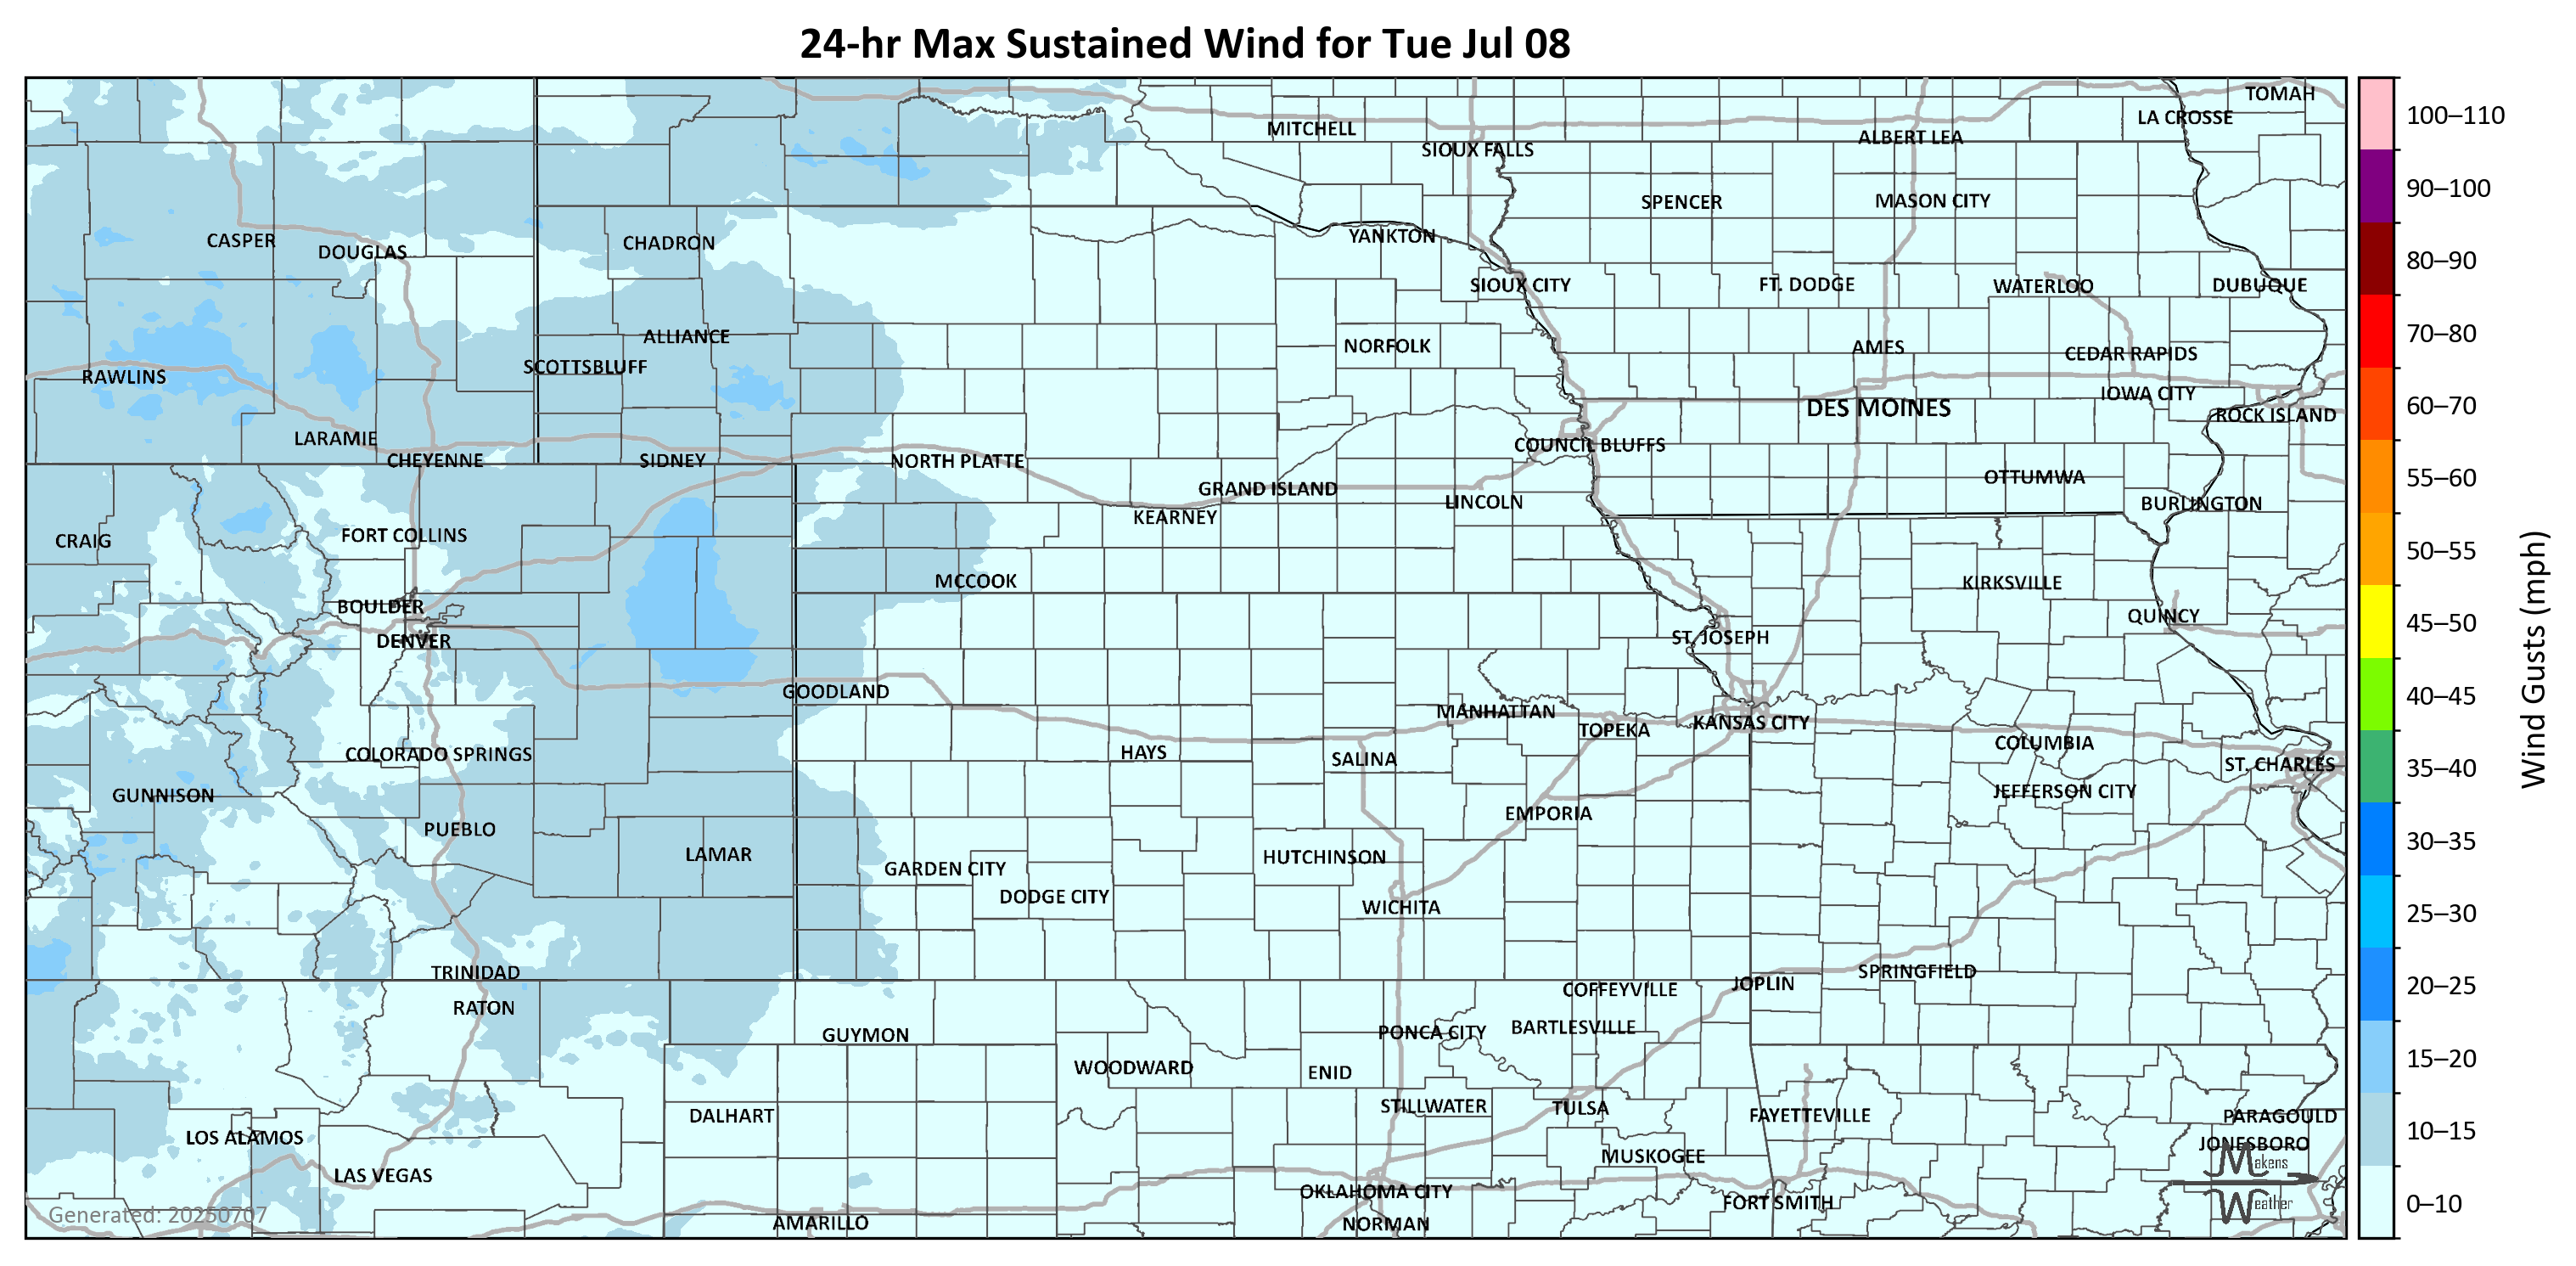 24-hr Max Sustained Wind for Tue Jul 08
TOMAH
LA CROSSE
MITCHELL
ALBERT LEA
SIOUX FALLS
SPENCER
MASON CITY
CASPER
DOUGLAS
CHADRON
YANKTON
SIOUX CITY
FT. DODGE
WATERLOO
DUBUQUE
ALLIANCE
NORFOLK
AMES
CEDAR RAPIDS
SCOTTSBLUFF
RAWLINS
IOWA CITY
DES MOINES
ROCK ISLAND
LARAMIE
COUNCIL BLUFFS
CHEYENNE
SIDNEY
NORTH PLATTE
OTTUMWA
GRAND ISLAND
LINCOLN
BURLINGTON
KEARNEY
CRAIG
FORT COLLINS
MCCOOK
KIRKSVILLE
BOULDER
QUINCY
DENVER
ST. JOSEPH
GOODLAND
MANHATTAN
TOPEKA
KANSAS CITY
COLUMBIA
COLORADO SPRINGS
HAYS
SALINA
ST. CHARLES
GUNNISON
JEFFERSON CITY
EMPORIA
PUEBLO
LAMAR
HUTCHINSON
GARDEN CITY
DODGE CITY
WICHITA
TRINIDAD
SPRINGFIELD
JOPLIN
COFFEYVILLE
RATON
GUYMON
PONCA CITY
BARTLESVILLE
WOODWARD
ENID
DALHART
STILLWATER
TULSA
FAYETTEVILLE
PARAGOULD
LOS ALAMOS
JONESBORO
LAS VEGAS
MUSKOGEE
OKLAHOMA CITY
FORT SMITH
AMARILLO
NORMAN
Generated: 20250707
Makens
Weather
100–110
90–100
80–90
70–80
60–70
55–60
50–55
45–50
40–45
35–40
30–35
25–30
20–25
15–20
10–15
0–10
Wind Gusts (mph)